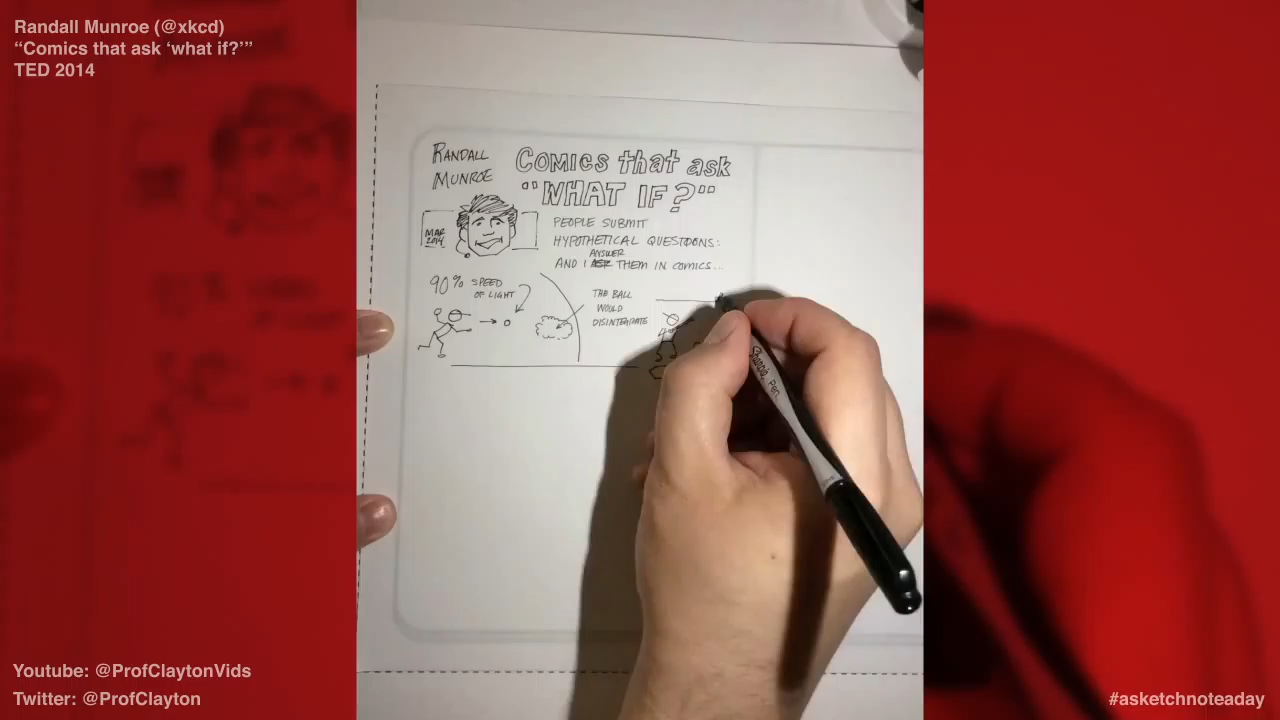 Randall Munroe (@xkcd)
“Comics that ask ‘what if?’”
TED 2014
RANDALL
MUNROE
COMICS that ask
"WHAT IF?"
MAR
2014
PEOPLE SUBMIT
HYPOTHETICAL QUESTIONS:
ANSWER
AND I ASK THEM IN COMICS...
90% SPEED
OF LIGHT
THE BALL
WOULD
DISINTEGRATE
Sharpie Pen
Youtube: @ProfClaytonVids
Twitter: @ProfClayton
#asketchnoteaday